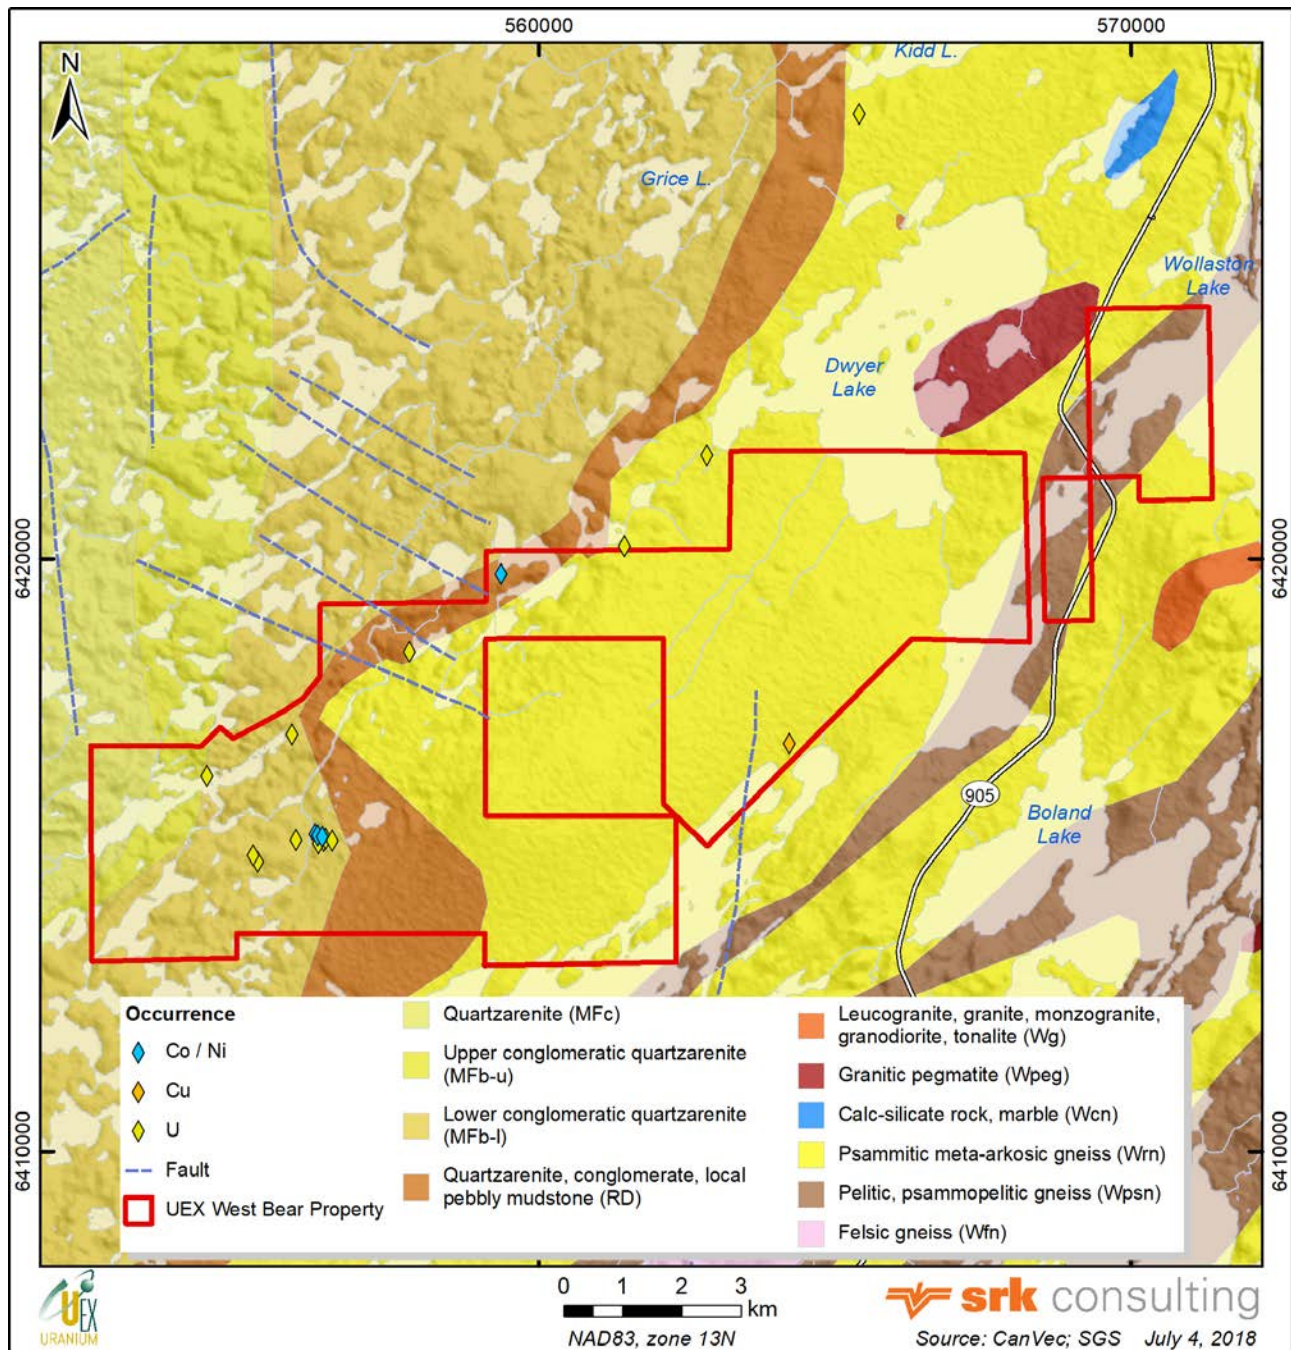 560000
570000
N
Kidd L.
Grice L.
Wollaston
Lake
Dwyer
Lake
6420000
6420000
905
Boland
Lake
6410000
6410000
Occurrence
Co / Ni
Cu
U
Fault
UEX West Bear Property
Quartzarenite (MFc)
Upper conglomeratic quartzarenite
(MFb-u)
Lower conglomeratic quartzarenite
(MFb-l)
Quartzarenite, conglomerate, local
pebbly mudstone (RD)
Leucogranite, granite, monzogranite,
granodiorite, tonalite (Wg)
Granitic pegmatite (Wpeg)
Calc-silicate rock, marble (Wcn)
Psammitic meta-arkosic gneiss (Wrn)
Pelitic, psammopelitic gneiss (Wpsn)
Felsic gneiss (Wfn)
UEX
URANIUM
0 1 2 3
km
NAD83, zone 13N
srk consulting
Source: CanVec; SGS July 4, 2018